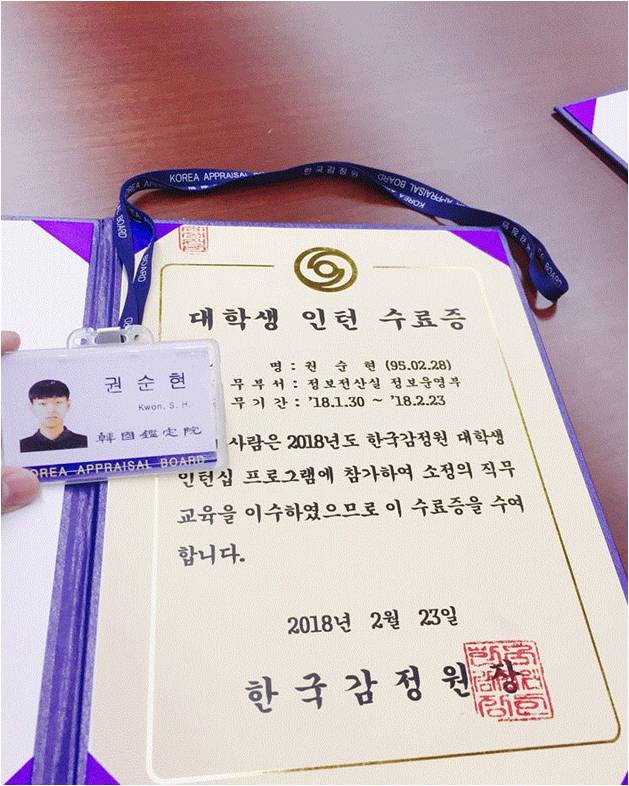 KOREA APPRAISAL BOARD
한국감정원
대학생 인턴 수료증
명 : 권 순 현 (95.02.28)
무 부 서 : 정보전산실 정보운영부
무 기 간 : '18.1.30 ~ '18.2.23
사람은 2018년도 한국감정원 대학생
인턴십 프로그램에 참가하여 소정의 직무
교육을 이수하였으므로 이 수료증을 수여
합니다.
2018년 2월 23일
한국감정원장
권 순 현
Kwon, S. H.
韓國鑑定院
KOREA APPRAISAL BOARD